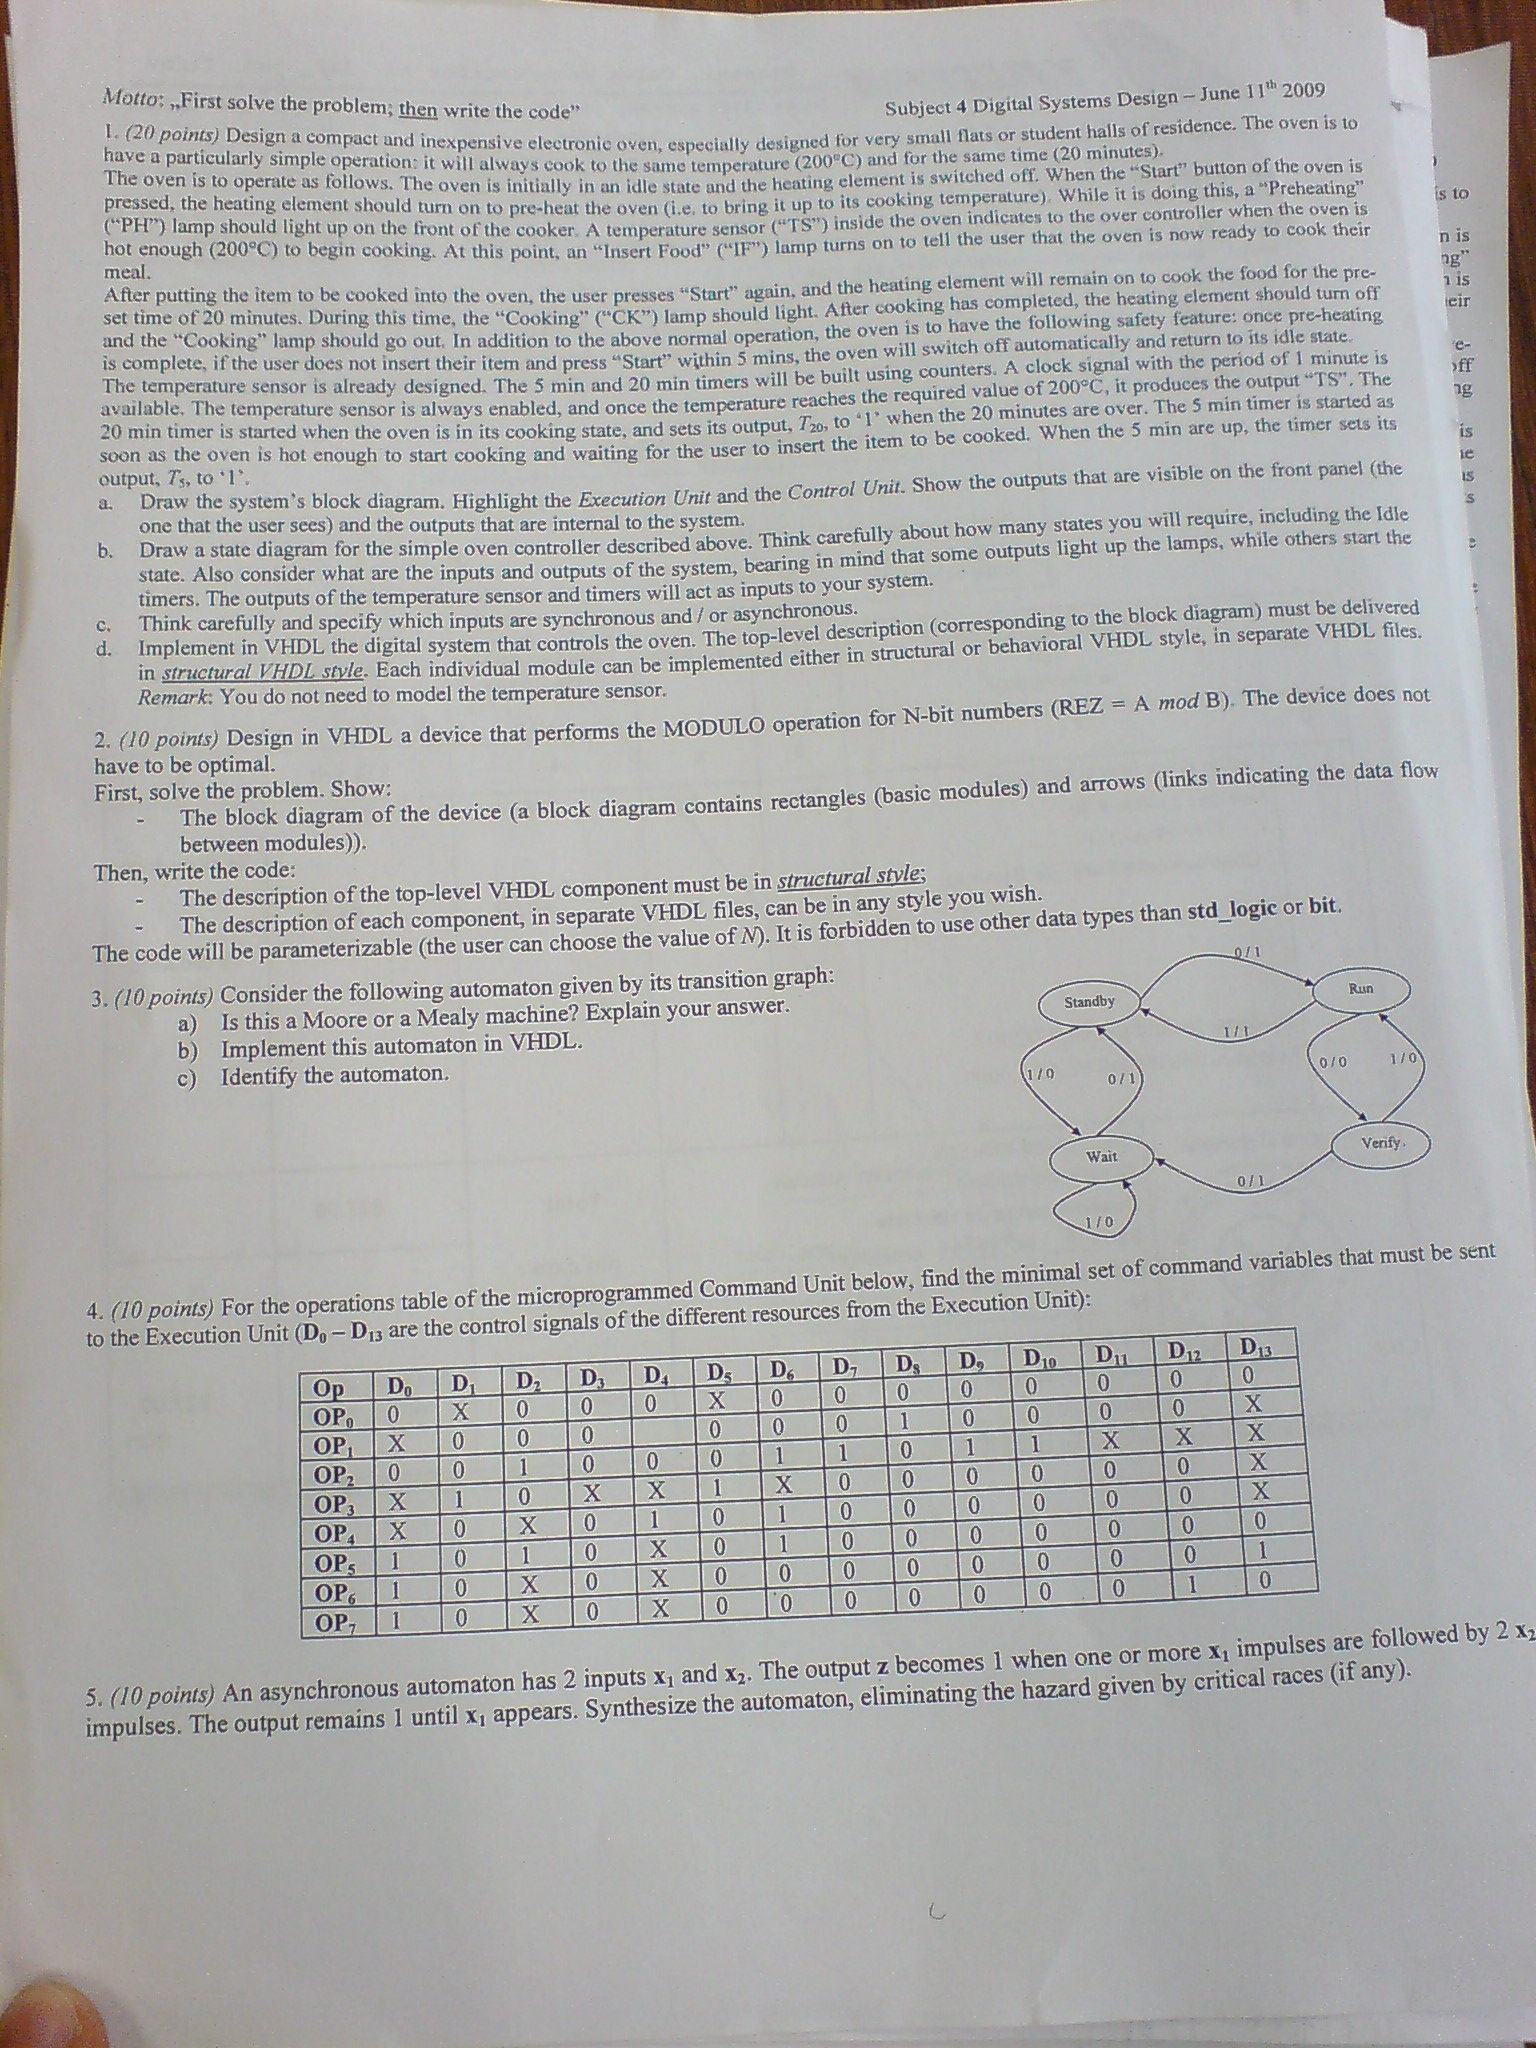 Motto: „First solve the problem; then write the code”
Subject 4 Digital Systems Design – June 11th 2009
1. (20 points) Design a compact and inexpensive electronic oven, especially designed for very small flats or student halls of residence. The oven is to
have a particularly simple operation: it will always cook to the same temperature (200°C) and for the same time (20 minutes).
The oven is to operate as follows. The oven is initially in an idle state and the heating element is switched off. When the “Start” button of the oven is
pressed, the heating element should turn on to pre-heat the oven (i.e. to bring it up to its cooking temperature). While it is doing this, a “Preheating”
(“PH”) lamp should light up on the front of the cooker. A temperature sensor (“TS”) inside the oven indicates to the over controller when the oven is
hot enough (200°C) to begin cooking. At this point, an “Insert Food” (“IF”) lamp turns on to tell the user that the oven is now ready to cook their
meal.
After putting the item to be cooked into the oven, the user presses “Start” again, and the heating element will remain on to cook the food for the pre-
set time of 20 minutes. During this time, the “Cooking” (“CK”) lamp should light. After cooking has completed, the heating element should turn off
and the “Cooking” lamp should go out. In addition to the above normal operation, the oven is to have the following safety feature: once pre-heating
is complete, if the user does not insert their item and press “Start” within 5 mins, the oven will switch off automatically and return to its idle state.
The temperature sensor is already designed. The 5 min and 20 min timers will be built using counters. A clock signal with the period of 1 minute is
available. The temperature sensor is always enabled, and once the temperature reaches the required value of 200°C, it produces the output “TS”. The
20 min timer is started when the oven is in its cooking state, and sets its output, T20, to ‘1’ when the 20 minutes are over. The 5 min timer is started as
soon as the oven is hot enough to start cooking and waiting for the user to insert the item to be cooked. When the 5 min are up, the timer sets its
output, T5, to ‘1’.
a. Draw the system’s block diagram. Highlight the Execution Unit and the Control Unit. Show the outputs that are visible on the front panel (the
one that the user sees) and the outputs that are internal to the system.
b. Draw a state diagram for the simple oven controller described above. Think carefully about how many states you will require, including the Idle
state. Also consider what are the inputs and outputs of the system, bearing in mind that some outputs light up the lamps, while others start the
timers. The outputs of the temperature sensor and timers will act as inputs to your system.
c. Think carefully and specify which inputs are synchronous and / or asynchronous.
d. Implement in VHDL the digital system that controls the oven. The top-level description (corresponding to the block diagram) must be delivered
in structural VHDL style. Each individual module can be implemented either in structural or behavioral VHDL style, in separate VHDL files.
Remark: You do not need to model the temperature sensor.
2. (10 points) Design in VHDL a device that performs the MODULO operation for N-bit numbers (REZ = A mod B). The device does not
have to be optimal.
First, solve the problem. Show:
- The block diagram of the device (a block diagram contains rectangles (basic modules) and arrows (links indicating the data flow
between modules)).
Then, write the code:
- The description of the top-level VHDL component must be in structural style;
- The description of each component, in separate VHDL files, can be in any style you wish.
The code will be parameterizable (the user can choose the value of N). It is forbidden to use other data types than std_logic or bit.
3. (10 points) Consider the following automaton given by its transition graph:
a) Is this a Moore or a Mealy machine? Explain your answer.
b) Implement this automaton in VHDL.
c) Identify the automaton.
0/1
Standby
Run
1/1
1/0
0/1
0/0
1/0
Wait
Verify
0/1
1/0
4. (10 points) For the operations table of the microprogrammed Command Unit below, find the minimal set of command variables that must be sent
to the Execution Unit (D0 – D13 are the control signals of the different resources from the Execution Unit):
Op D0 D1 D2 D3 D4 D5 D6 D7 D8 D9 D10 D11 D12 D13
OP0 0 X 0 0 0 X 0 0 0 0 0 0 0 0
OP1 X 0 0 0 0 0 0 1 0 0 0 0 X
OP2 0 0 1 0 0 0 1 1 0 1 1 X X X
OP3 X 1 0 X X 1 X 0 0 0 0 0 0 X
OP4 X 0 X 0 1 0 1 0 0 0 0 0 0 X
OP5 1 0 1 0 X 0 1 0 0 0 0 0 0 0
OP6 1 0 X 0 X 0 0 0 0 0 0 0 0 1
OP7 1 0 X 0 X 0 0 0 0 0 0 0 1 0
5. (10 points) An asynchronous automaton has 2 inputs x1 and x2. The output z becomes 1 when one or more x1 impulses are followed by 2 x2
impulses. The output remains 1 until x1 appears. Synthesize the automaton, eliminating the hazard given by critical races (if any).
is to
n is
ng”
n is
eir
e-
off
ng
is
ie
as
s